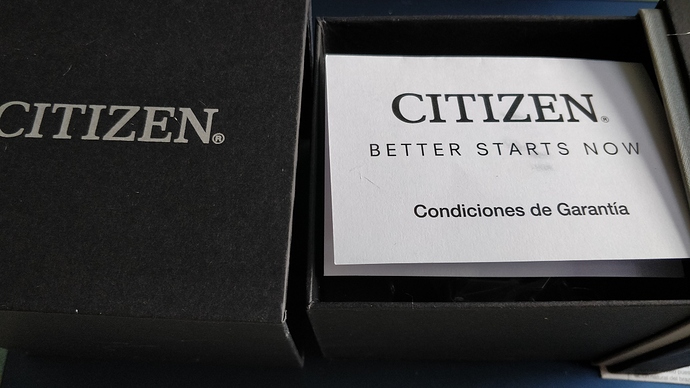 CITIZEN®
CITIZEN®
BETTER STARTS NOW
Condiciones de Garantía